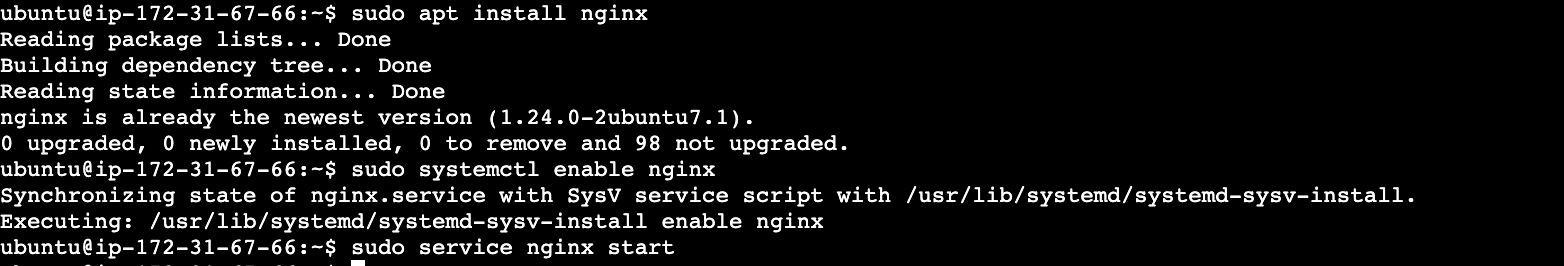 ubuntu@ip-172-31-67-66:~$ sudo apt install nginx
Reading package lists... Done
Building dependency tree... Done
Reading state information... Done
nginx is already the newest version (1.24.0-2ubuntu7.1).
0 upgraded, 0 newly installed, 0 to remove and 98 not upgraded.
ubuntu@ip-172-31-67-66:~$ sudo systemctl enable nginx
Synchronizing state of nginx.service with SysV service script with /usr/lib/systemd/systemd-sysv-install.
Executing: /usr/lib/systemd/systemd-sysv-install enable nginx
ubuntu@ip-172-31-67-66:~$ sudo service nginx start